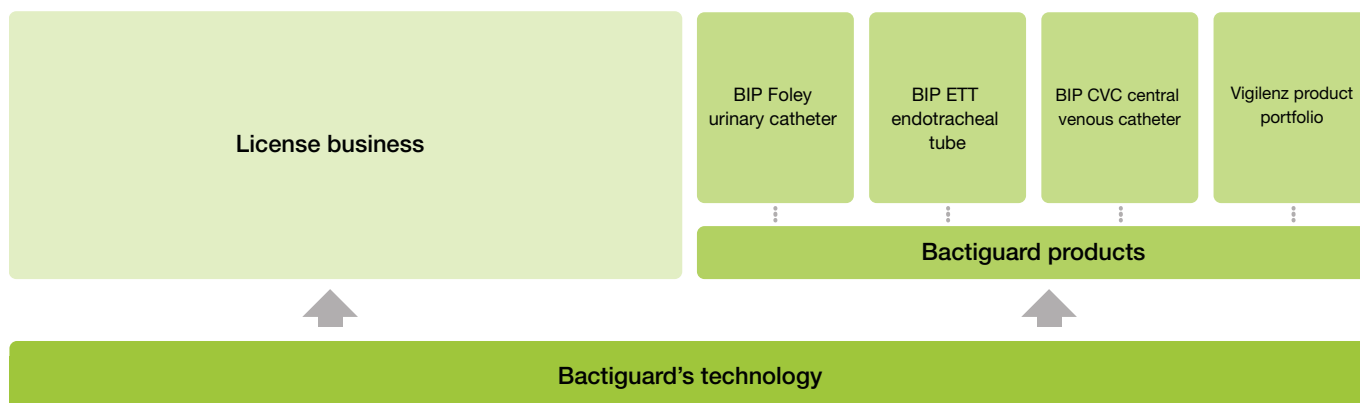 License business
BIP Foley
urinary catheter
BIP ETT
endotracheal
tube
BIP CVC central
venous catheter
Vigilenz product
portfolio
Bactiguard products
Bactiguard’s technology